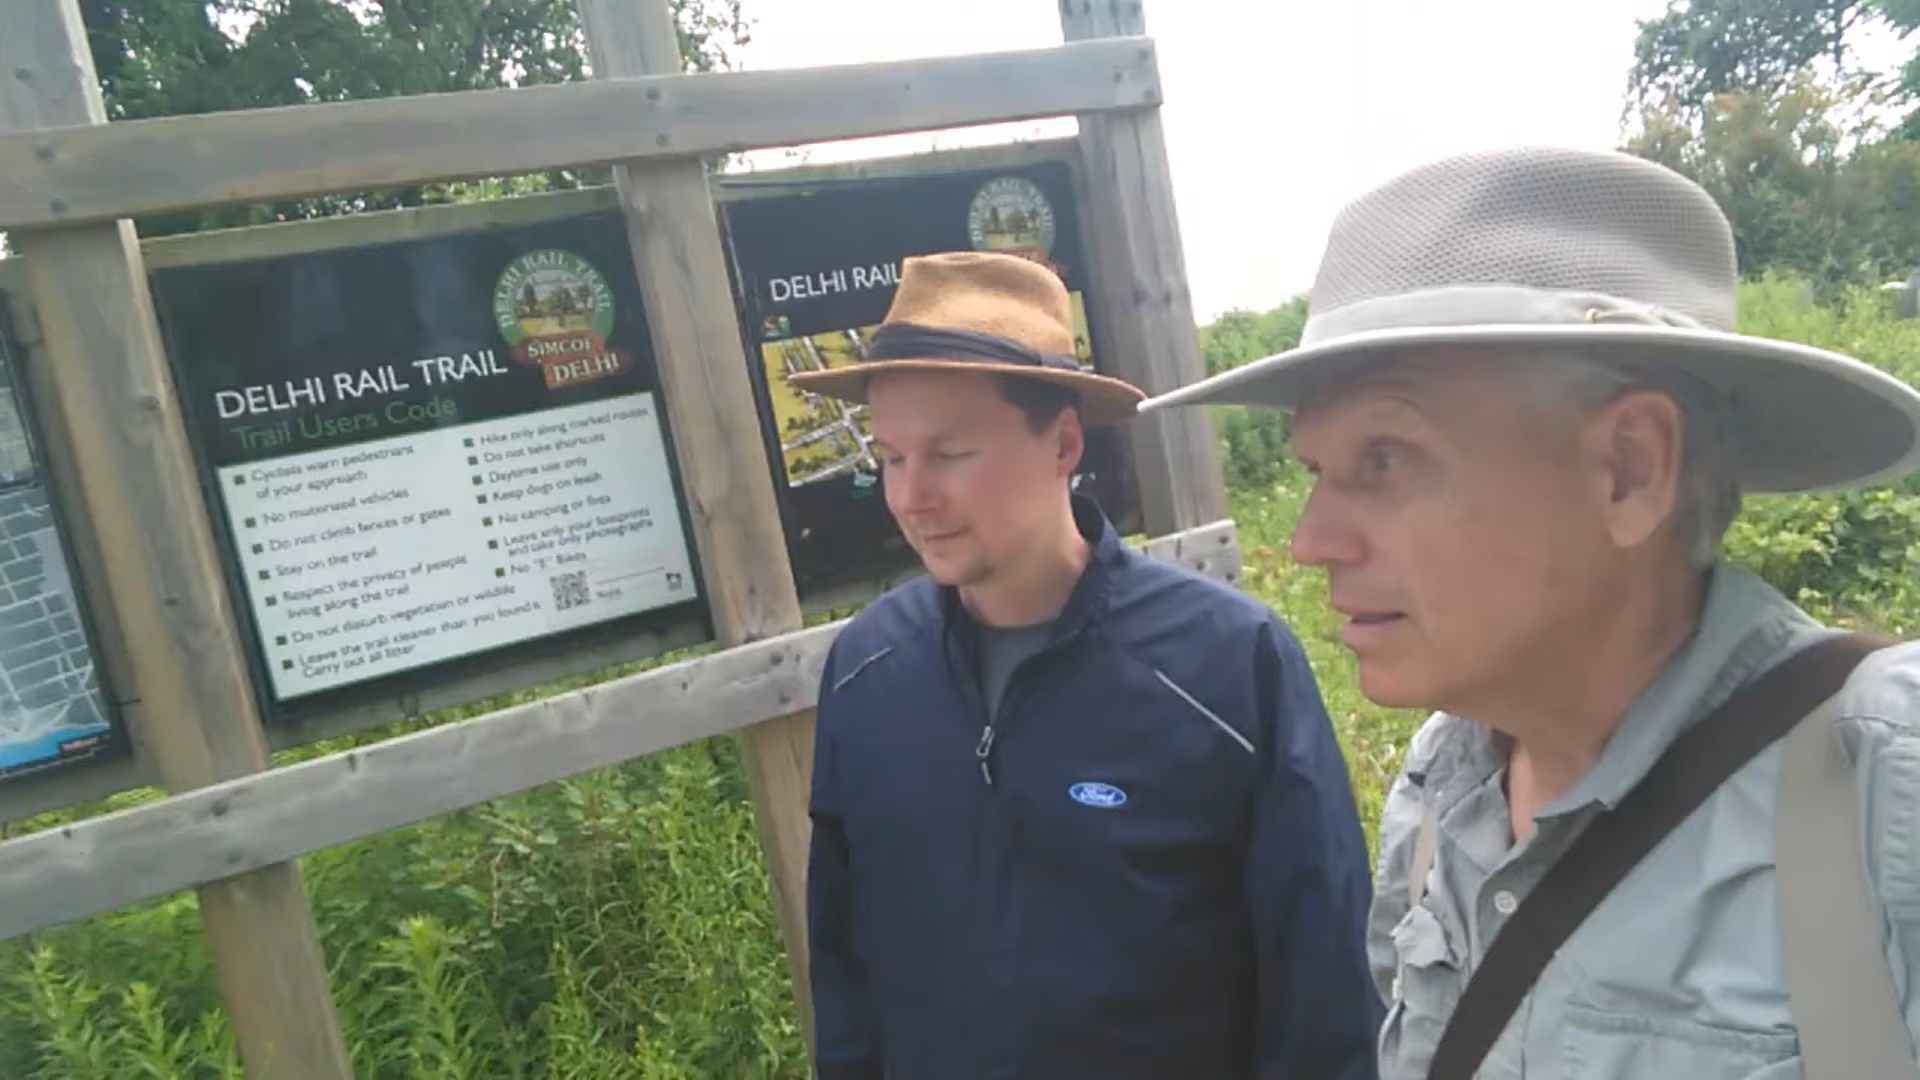 DELHI RAIL TRAIL
SIMCOE
DELHI
DELHI RAIL TRAIL
Trail Users Code
Cyclists warn pedestrians
of your approach
No motorized vehicles
Do not climb fences or gates
Stay on the trail
Respect the privacy of people
living along the trail
Do not disturb vegetation or wildlife
Leave the trail cleaner than you found it
Carry out all litter
Hike only along marked routes
Do not take shortcuts
Daytime use only
Keep dogs on leash
No camping or fires
Leave only your footprints
and take only photographs
No "E" Bikes
DELHI RAIL TRAIL
DELHI RAIL
Ford